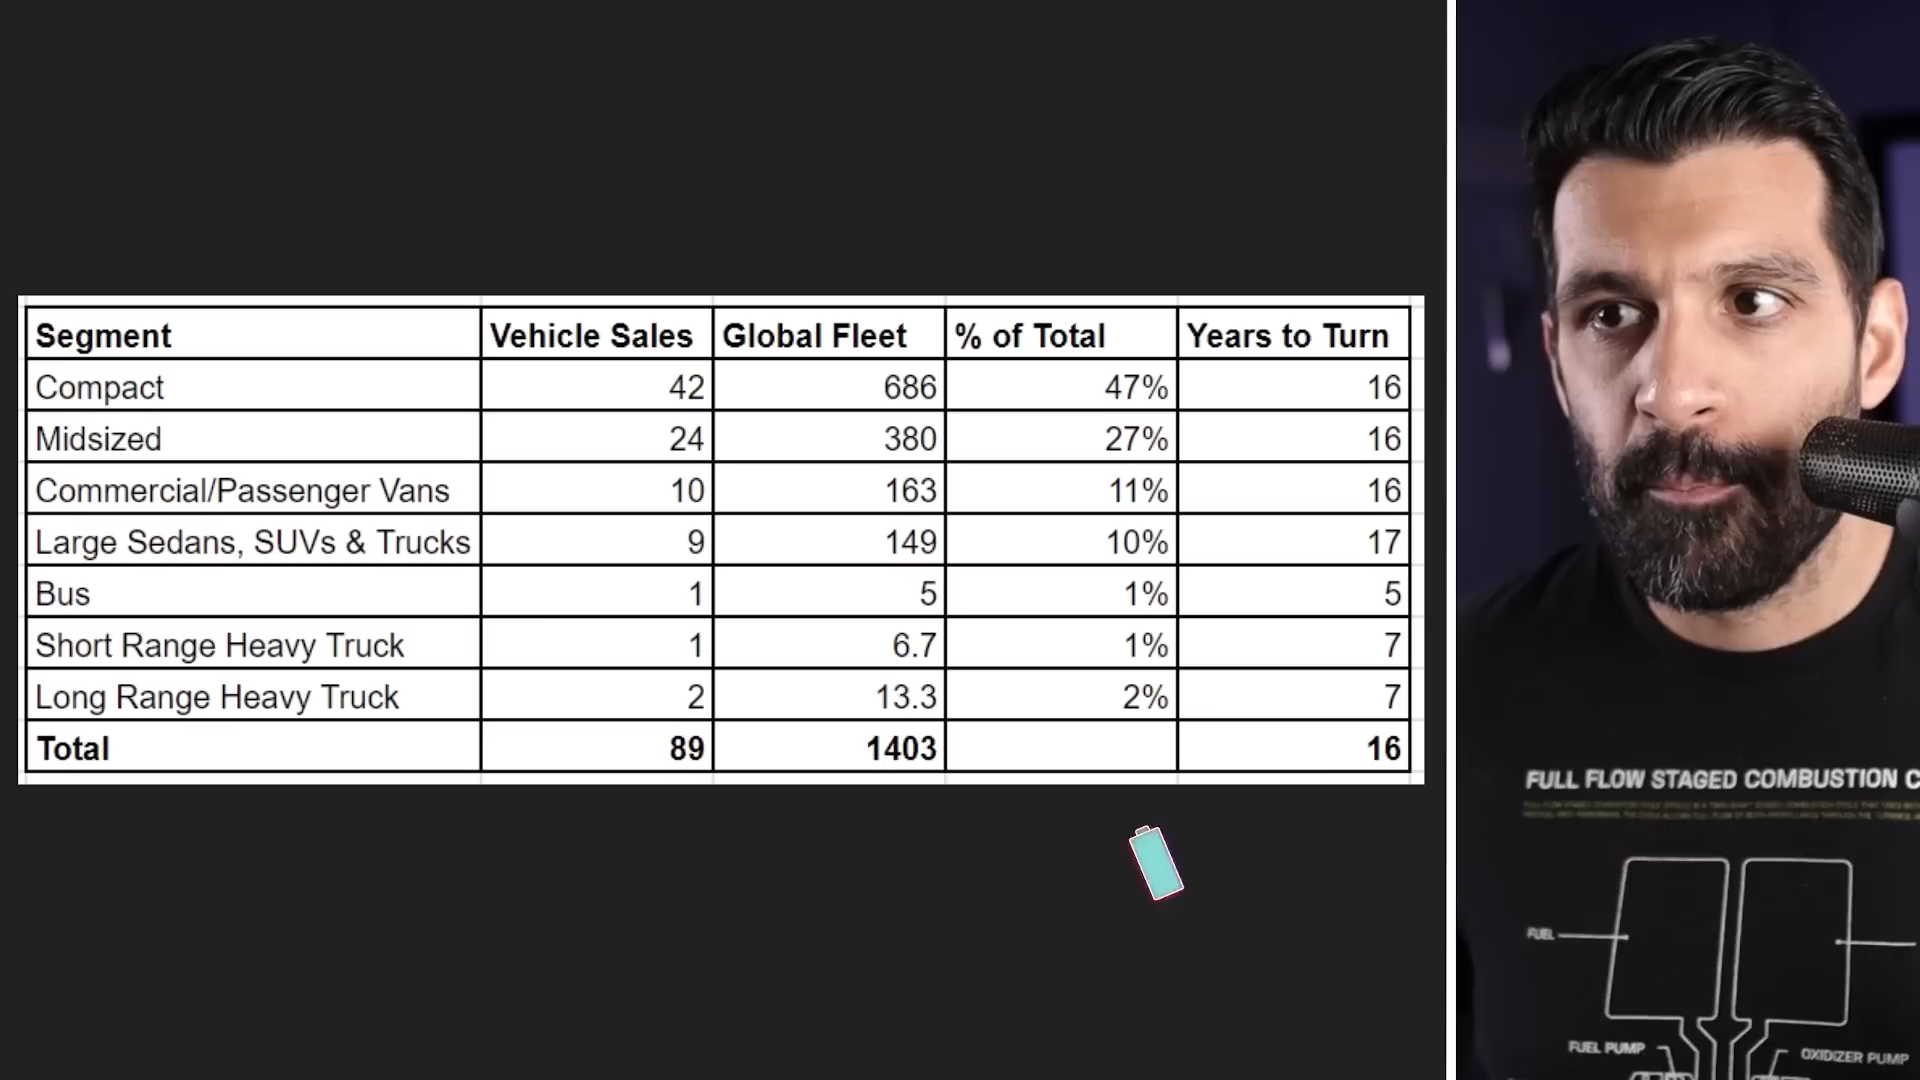 Segment Vehicle Sales Global Fleet % of Total Years to Turn
Compact 42 686 47% 16
Midsized 24 380 27% 16
Commercial/Passenger Vans 10 163 11% 16
Large Sedans, SUVs & Trucks 9 149 10% 17
Bus 1 5 1% 5
Short Range Heavy Truck 1 6.7 1% 7
Long Range Heavy Truck 2 13.3 2% 7
Total 89 1403 16
FULL FLOW STAGED COMBUSTION C
FUEL
FUEL PUMP
OXIDIZER PUMP